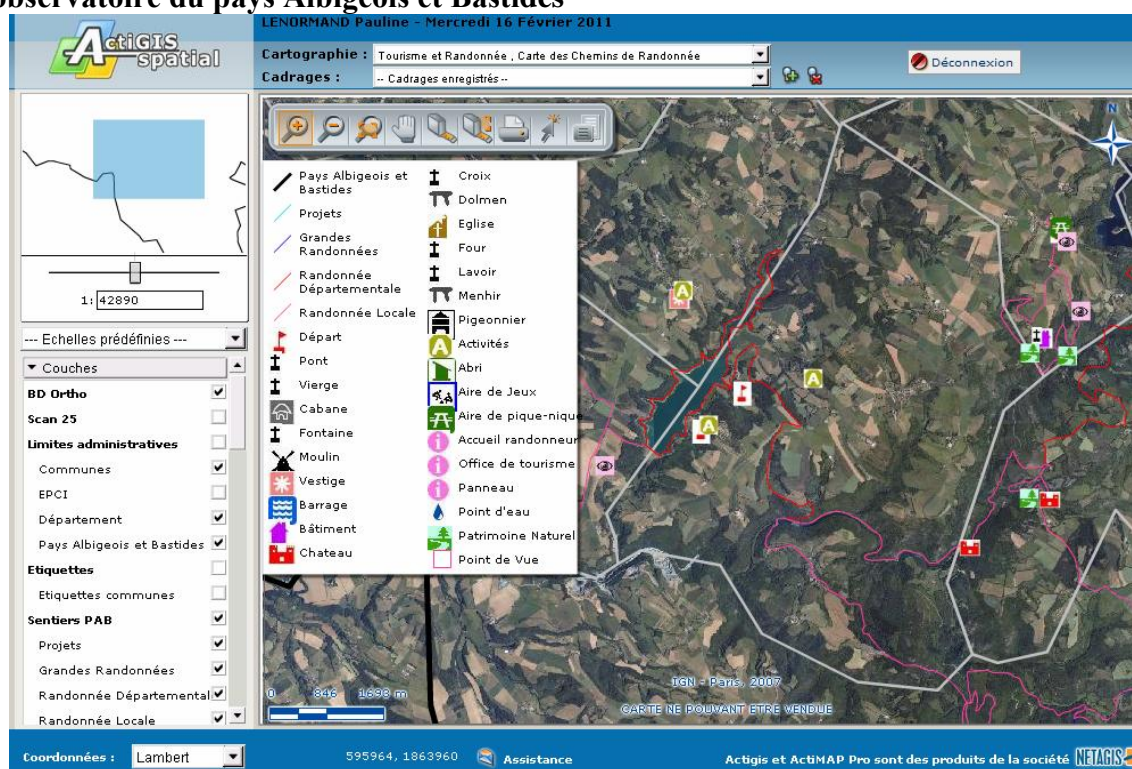 observatoire du pays Albigeois et Bastides
LENORMAND Pauline - Mercredi 16 Février 2011
ActiGIS
spatial
Cartographie : Tourisme et Randonnée , Carte des Chemins de Randonnée
Cadrages : -- Cadrages enregistrés --
Déconnexion
N
1: 42890
--- Echelles prédéfinies ---
Couches
BD Ortho
Scan 25
Limites administratives
Communes
EPCI
Département
Pays Albigeois et Bastides
Etiquettes
Etiquettes communes
Sentiers PAB
Projets
Grandes Randonnées
Randonnée Départemental
Randonnée Locale
Pays Albigeois et
Bastides
Projets
Grandes
Randonnées
Randonnée
Départementale
Randonnée Locale
Départ
Pont
Vierge
Cabane
Fontaine
Moulin
Vestige
Barrage
Bâtiment
Chateau
Croix
Dolmen
Eglise
Four
Lavoir
Menhir
Pigeonnier
A Activités
Abri
Aire de Jeux
Aire de pique-nique
i Accueil randonneur
i Office de tourisme
i Panneau
Point d'eau
Patrimoine Naturel
Point de Vue
A
A
A
0 846 1693 m
IGN - Paris, 2007
CARTE NE POUVANT ETRE VENDUE
Coordonnées : Lambert
595964, 1863960
Assistance
Actigis et ActiMAP Pro sont des produits de la société NETAGIS